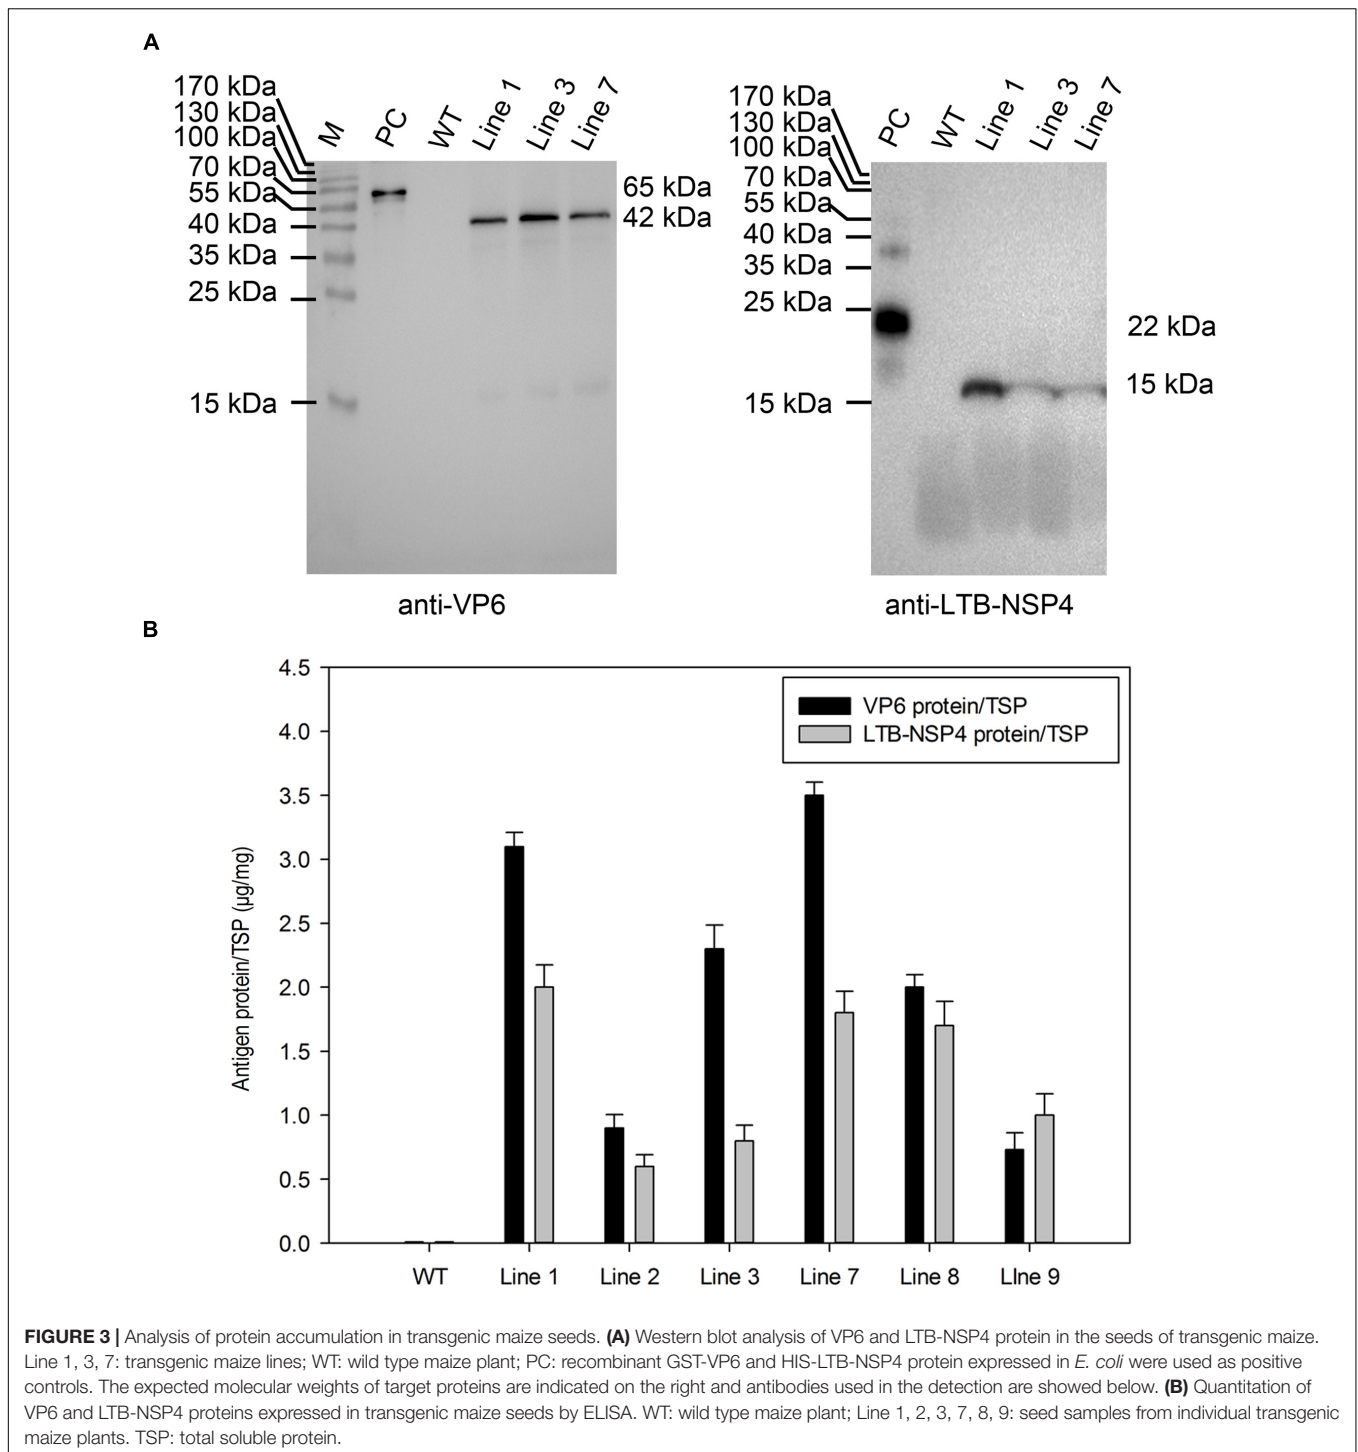 A
170 kDa
130 kDa
100 kDa
70 kDa
55 kDa
40 kDa
35 kDa
25 kDa
15 kDa
M
PC
WT
Line 1
Line 3
Line 7
65 kDa
42 kDa
anti-VP6
170 kDa
130 kDa
100 kDa
70 kDa
55 kDa
40 kDa
35 kDa
25 kDa
15 kDa
PC
WT
Line 1
Line 3
Line 7
22 kDa
15 kDa
anti-LTB-NSP4
B
4.5
4.0
3.5
3.0
2.5
2.0
1.5
1.0
0.5
0.0
Antigen protein/TSP (µg/mg)
VP6 protein/TSP
LTB-NSP4 protein/TSP
WT
Line 1
Line 2
Line 3
Line 7
Line 8
LIne 9
FIGURE 3 | Analysis of protein accumulation in transgenic maize seeds. (A) Western blot analysis of VP6 and LTB-NSP4 protein in the seeds of transgenic maize.
Line 1, 3, 7: transgenic maize lines; WT: wild type maize plant; PC: recombinant GST-VP6 and HIS-LTB-NSP4 protein expressed in E. coli were used as positive
controls. The expected molecular weights of target proteins are indicated on the right and antibodies used in the detection are showed below. (B) Quantitation of
VP6 and LTB-NSP4 proteins expressed in transgenic maize seeds by ELISA. WT: wild type maize plant; Line 1, 2, 3, 7, 8, 9: seed samples from individual transgenic
maize plants. TSP: total soluble protein.